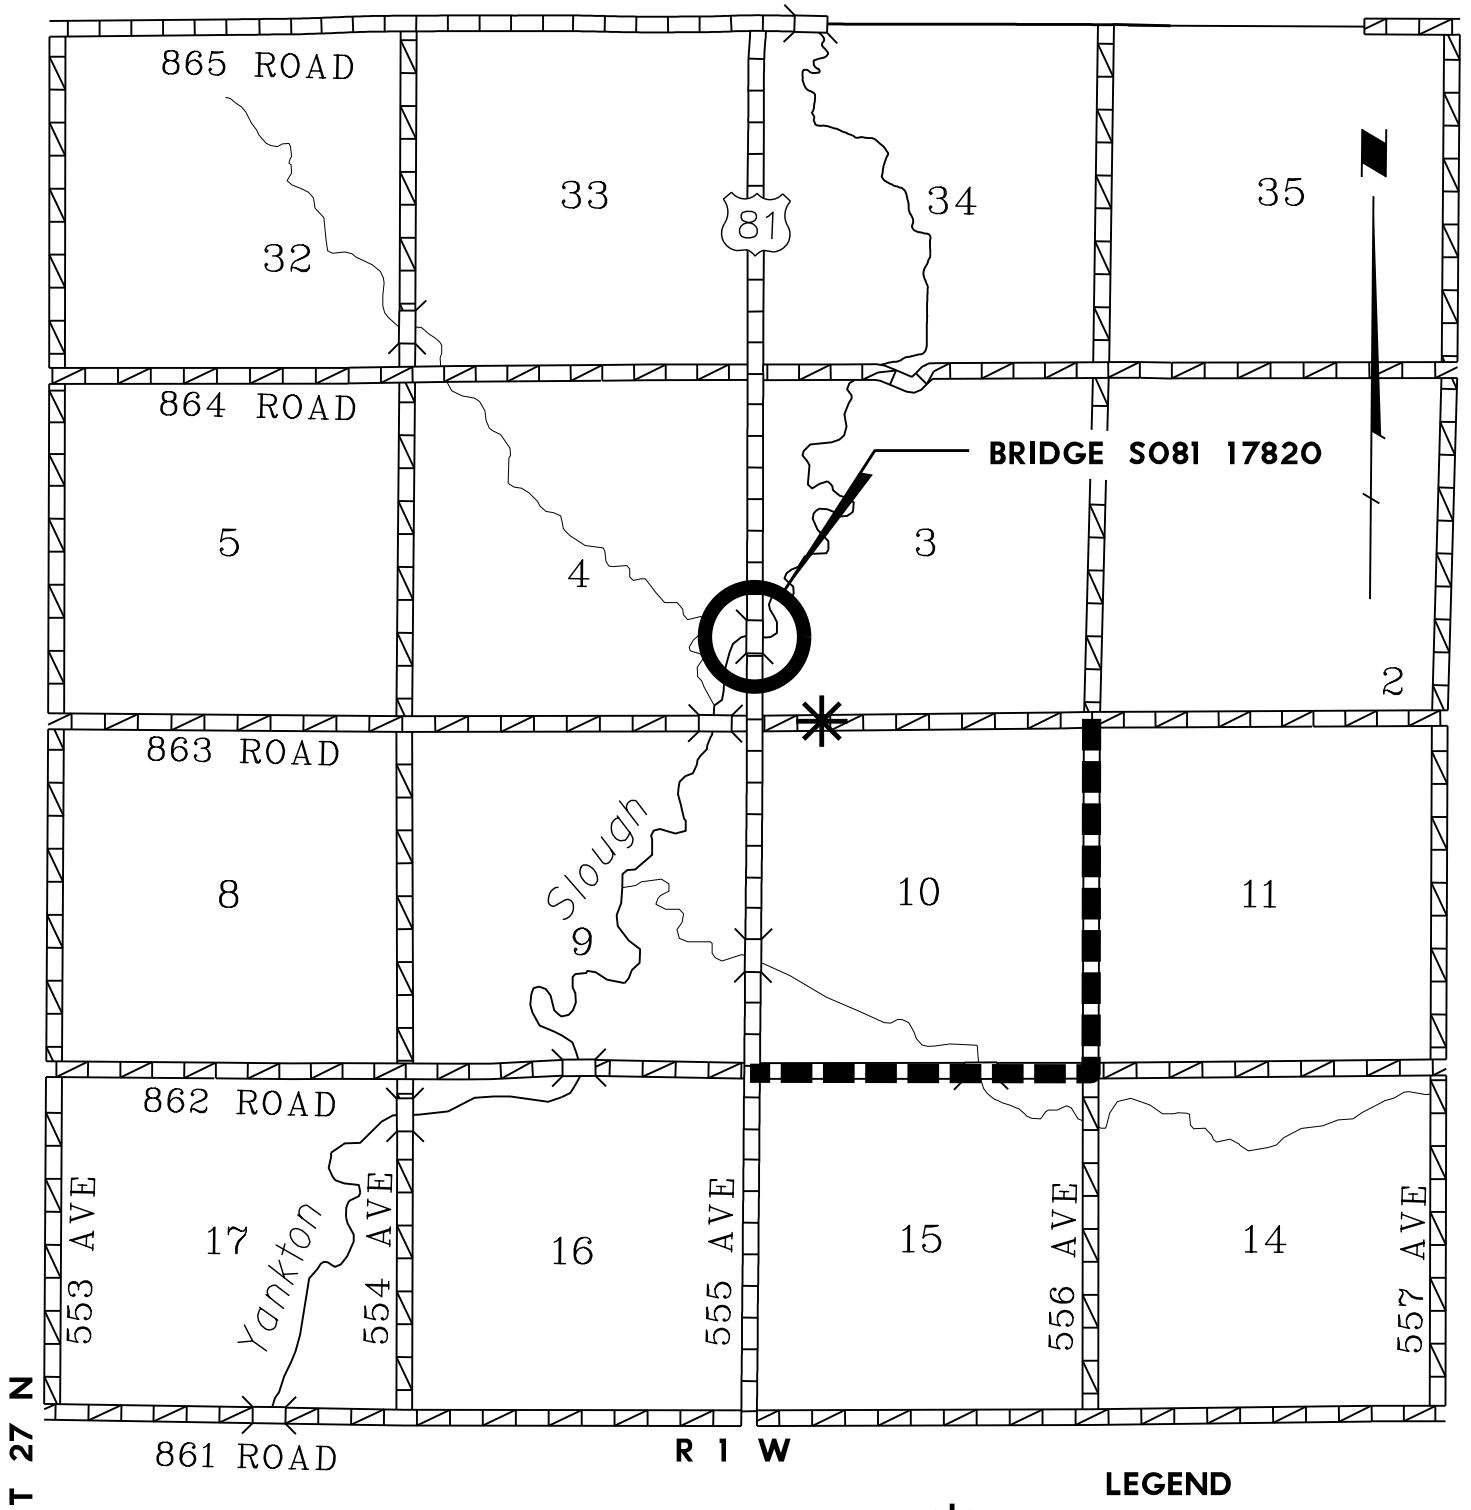 865 ROAD
33
34
35
81
32
864 ROAD
BRIDGE S081 17820
5
4
3
2
863 ROAD
Slough
8
9
10
11
862 ROAD
553 AVE
17
Yankton
554 AVE
16
555 AVE
15
556 AVE
14
557 AVE
T 27 N
861 ROAD
R 1 W
LEGEND